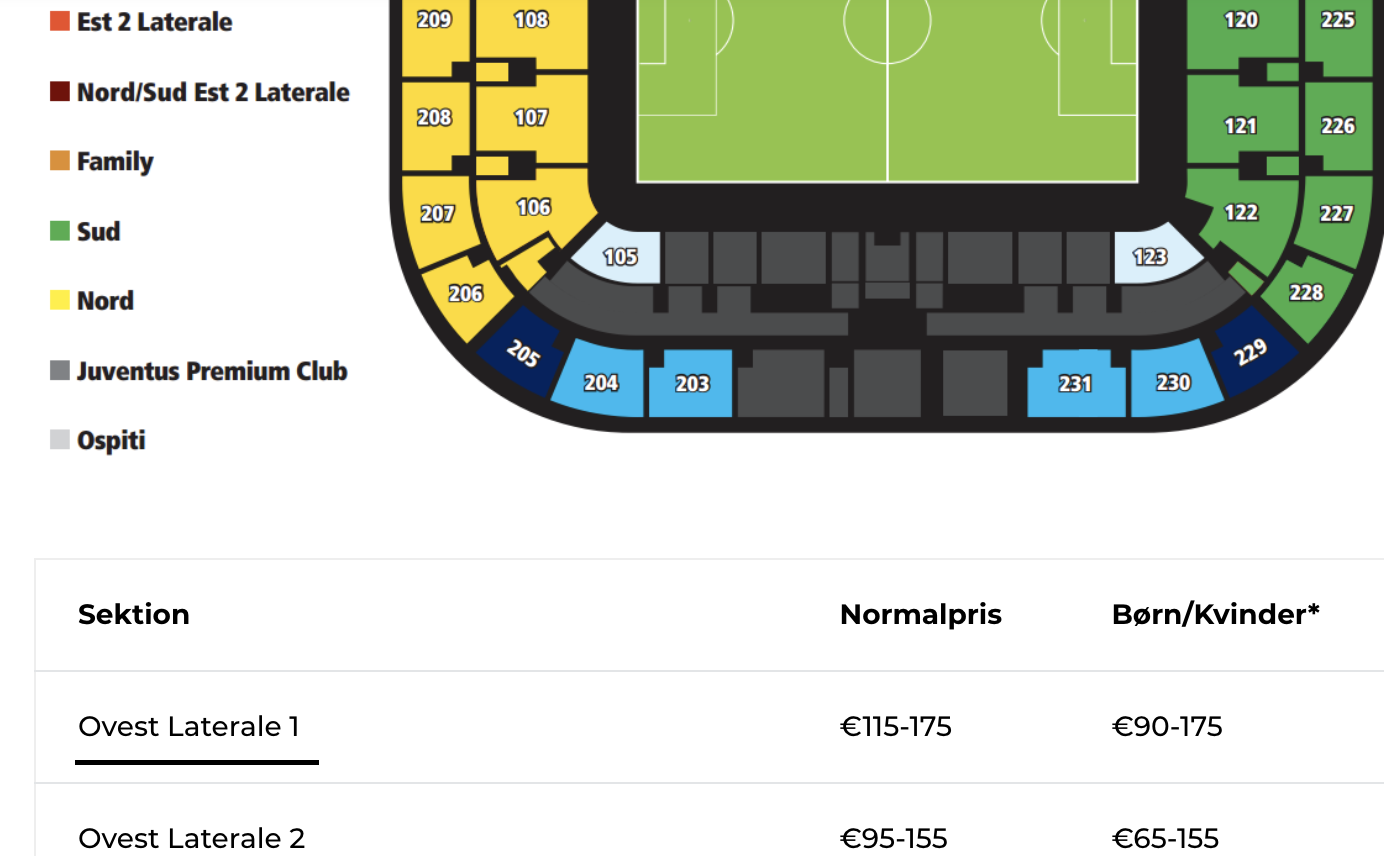 Est 2 Laterale
Nord/Sud Est 2 Laterale
Family
Sud
Nord
Juventus Premium Club
Ospiti
209 108 120 225
208 107 121 226
207 106 122 227
105 123
206 228
205 229
204 203 231 230
Sektion Normalpris Børn/Kvinder*
Ovest Laterale 1 €115-175 €90-175
Ovest Laterale 2 €95-155 €65-155